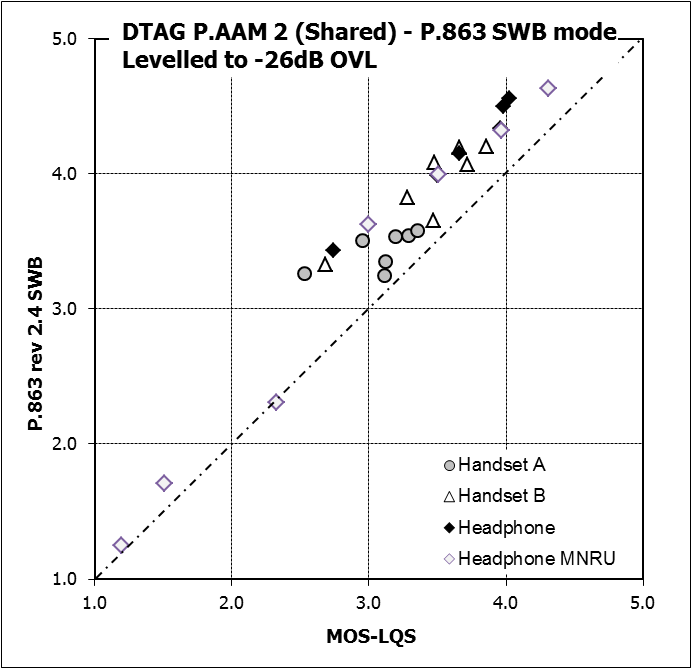 DTAG P.AAM 2 (Shared) - P.863 SWB mode
Levelled to -26dB OVL
5.0
4.0
3.0
2.0
1.0
P.863 rev 2.4 SWB
Handset A
Handset B
Headphone
Headphone MNRU
1.0 2.0 3.0 4.0 5.0
MOS-LQS